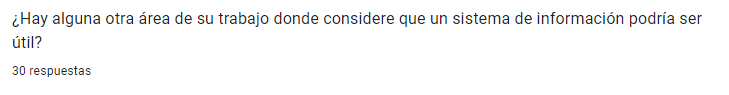 ¿Hay alguna otra área de su trabajo donde considere que un sistema de información podría ser
útil?
30 respuestas